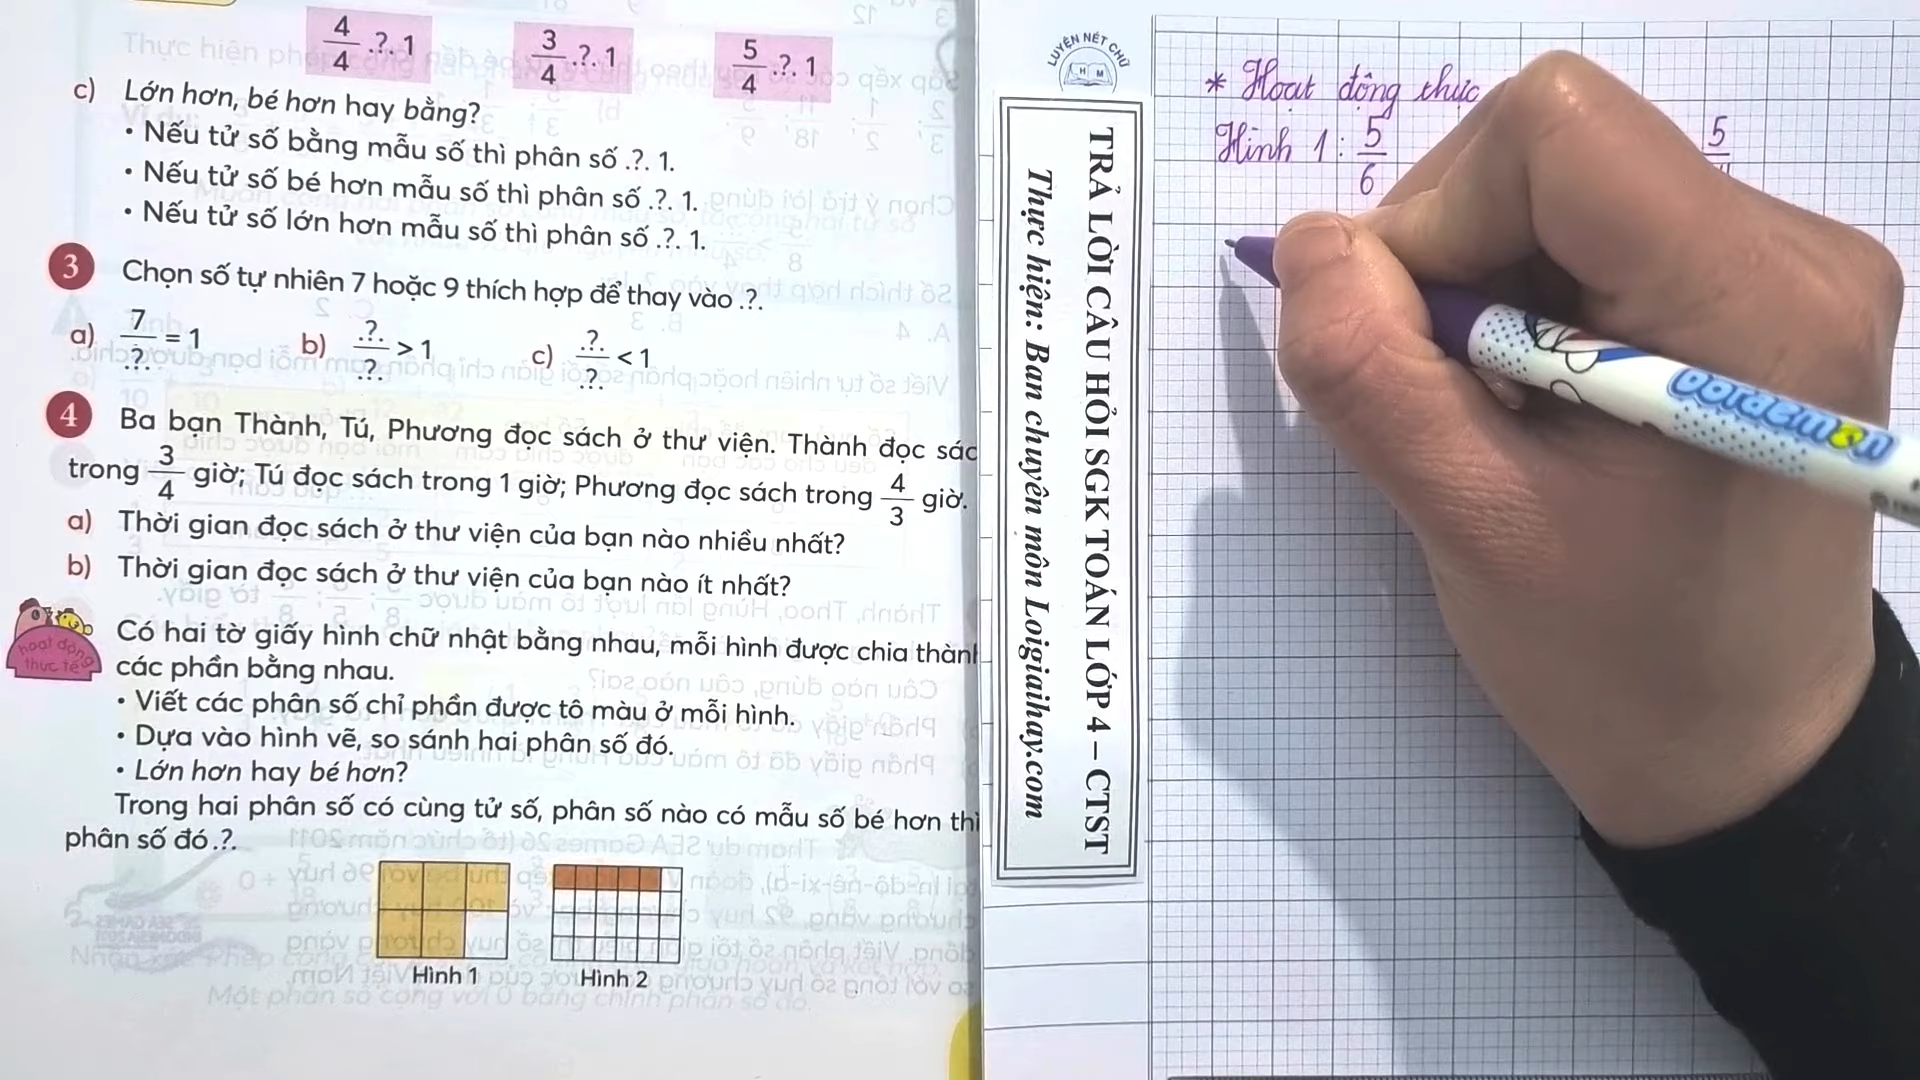 4/4 .?. 1 3/4 .?. 1 5/4 .?. 1
c) Lớn hơn, bé hơn hay bằng?
• Nếu tử số bằng mẫu số thì phân số .?. 1.
• Nếu tử số bé hơn mẫu số thì phân số .?. 1.
• Nếu tử số lớn hơn mẫu số thì phân số .?. 1.
3 Chọn số tự nhiên 7 hoặc 9 thích hợp để thay vào .?.
a) 7/.?. = 1 b) .?./.?. > 1 c) .?./.?. < 1
4 Ba bạn Thành, Tú, Phương đọc sách ở thư viện. Thành đọc sác
trong 3/4 giờ; Tú đọc sách trong 1 giờ; Phương đọc sách trong 4/3 giờ.
a) Thời gian đọc sách ở thư viện của bạn nào nhiều nhất?
b) Thời gian đọc sách ở thư viện của bạn nào ít nhất?
hoạt động
thực tế
Có hai tờ giấy hình chữ nhật bằng nhau, mỗi hình được chia thành
các phần bằng nhau.
• Viết các phân số chỉ phần được tô màu ở mỗi hình.
• Dựa vào hình vẽ, so sánh hai phân số đó.
• Lớn hơn hay bé hơn?
Trong hai phân số có cùng tử số, phân số nào có mẫu số bé hơn thì
phân số đó .?.
Hình 1 Hình 2
LUYỆN NÉT CHỮ
H M
TRẢ LỜI CÂU HỎI SGK TOÁN LỚP 4 – CTST
Thực hiện: Ban chuyên môn Loigiaihay.com
* Hoạt động thực
Hình 1: 5/6
5
Doraemon